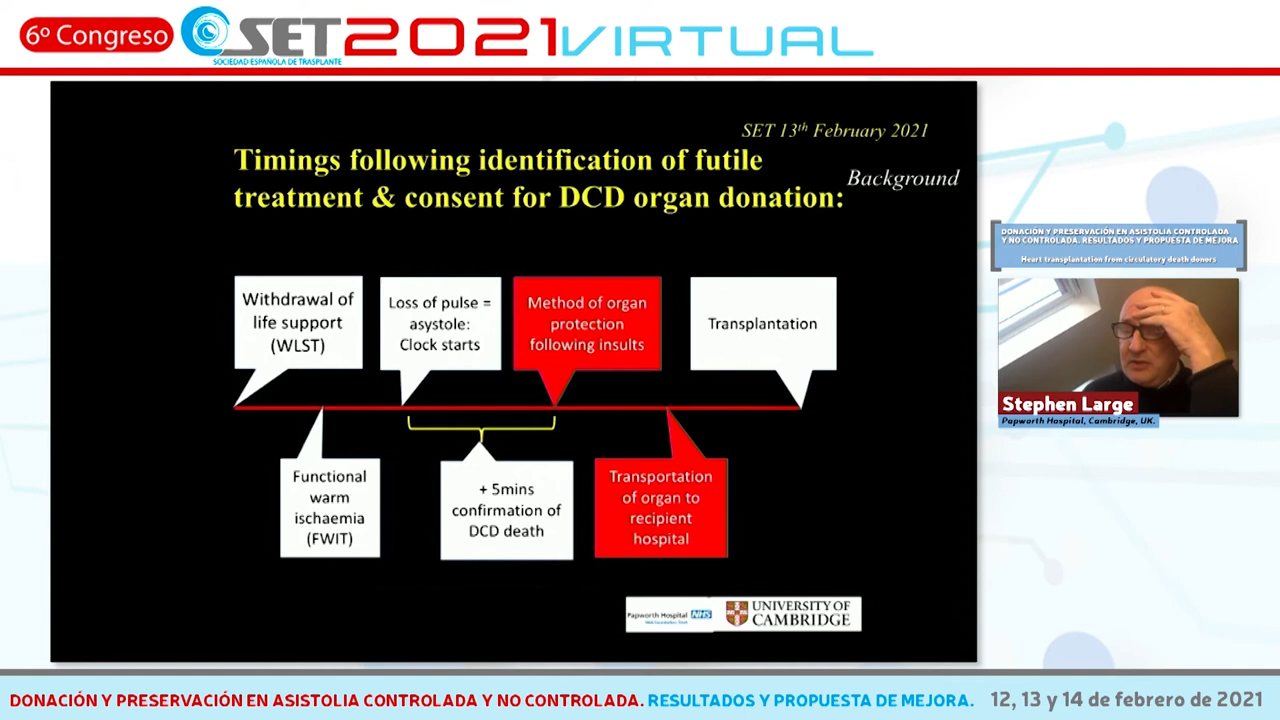 6º Congreso
SET 2021 VIRTUAL
SOCIEDAD ESPAÑOLA DE TRASPLANTE
SET 13th February 2021
Timings following identification of futile
treatment & consent for DCD organ donation:
Background
Withdrawal of
life support
(WLST)
Loss of pulse =
asystole:
Clock starts
Method of organ
protection
following insults
Transplantation
Functional
warm
ischaemia
(FWIT)
+ 5mins
confirmation of
DCD death
Transportation
of organ to
recipient
hospital
Papworth Hospital NHS
UNIVERSITY OF
CAMBRIDGE
DONACIÓN Y PRESERVACIÓN EN ASISTOLIA CONTROLADA
Y NO CONTROLADA. RESULTADOS Y PROPUESTA DE MEJORA
Heart transplantation from circulatory death donors
Stephen Large
Papworth Hospital, Cambridge, UK.
DONACIÓN Y PRESERVACIÓN EN ASISTOLIA CONTROLADA Y NO CONTROLADA. RESULTADOS Y PROPUESTA DE MEJORA.
12, 13 y 14 de febrero de 2021